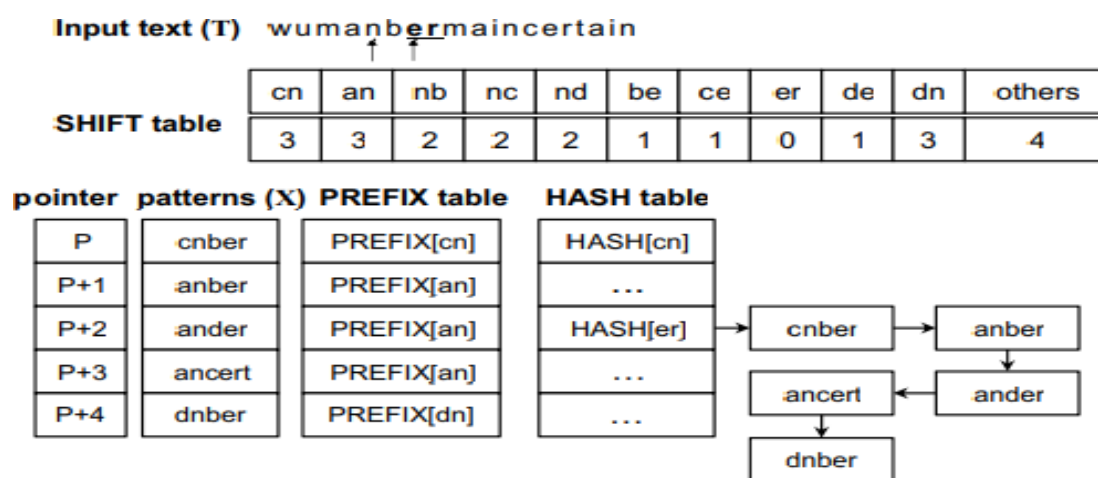 Input text (T) wumanbermaincertain
cn an nb nc nd be ce er de dn others
SHIFT table
3 3 2 2 2 1 1 0 1 3 4
pointer patterns (X) PREFIX table HASH table
P cnber PREFIX[cn] HASH[cn]
P+1 anber PREFIX[an] ...
P+2 ander PREFIX[an] HASH[er] cnber anber
P+3 ancert PREFIX[an] ... ancert ander
P+4 dnber PREFIX[dn] ...
dnber